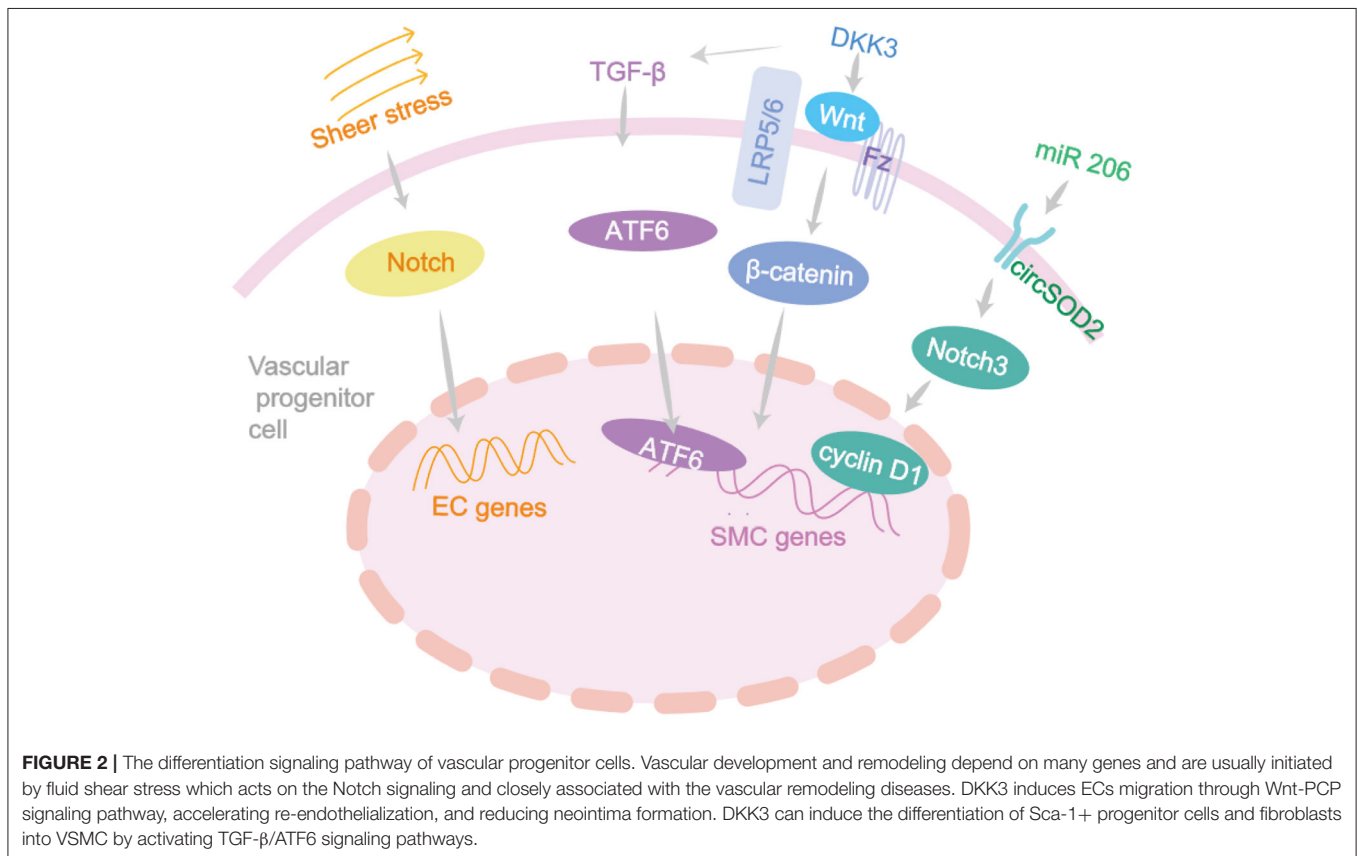 DKK3
TGF-β
Sheer stress
LRP5/6
Wnt
Fz
miR 206
ATF6
Notch
β-catenin
circSOD2
Notch3
Vascular
progenitor
cell
ATF6
cyclin D1
EC genes
SMC genes
FIGURE 2 | The differentiation signaling pathway of vascular progenitor cells. Vascular development and remodeling depend on many genes and are usually initiated
by fluid shear stress which acts on the Notch signaling and closely associated with the vascular remodeling diseases. DKK3 induces ECs migration through Wnt-PCP
signaling pathway, accelerating re-endothelialization, and reducing neointima formation. DKK3 can induce the differentiation of Sca-1+ progenitor cells and fibroblasts
into VSMC by activating TGF-β/ATF6 signaling pathways.